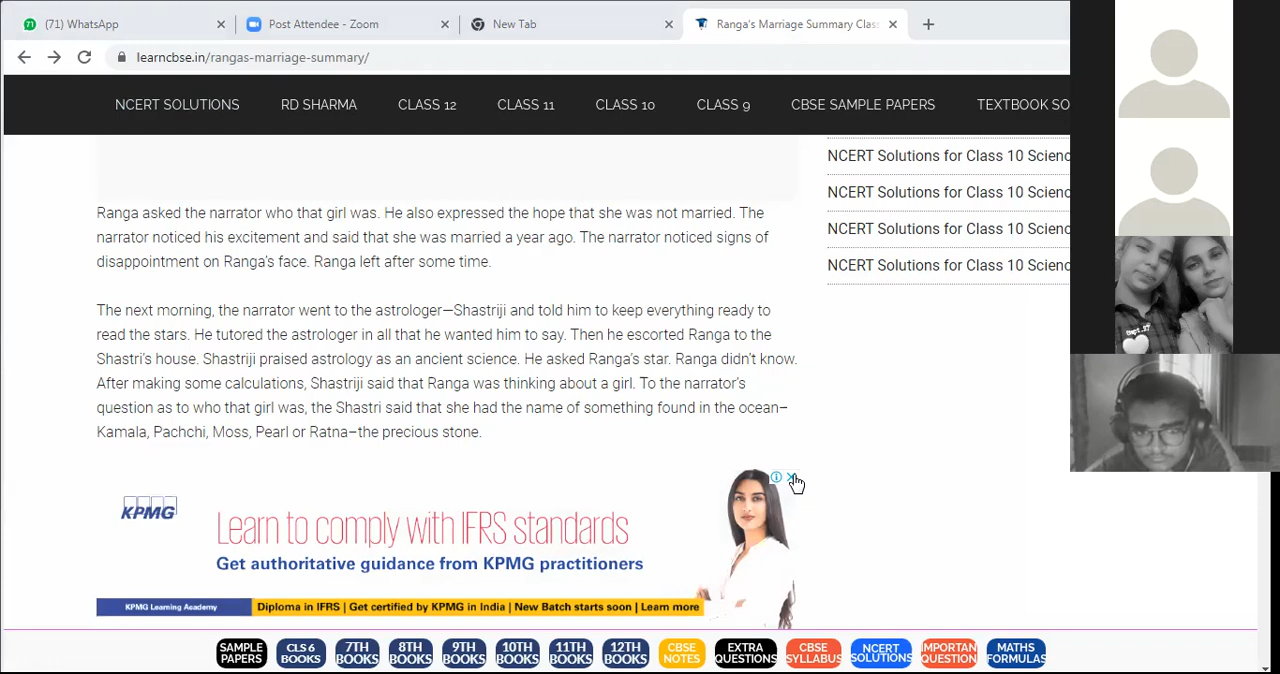 (71) WhatsApp
Post Attendee - Zoom
New Tab
Ranga's Marriage Summary Clas
learncbse.in/rangas-marriage-summary/
NCERT SOLUTIONS RD SHARMA CLASS 12 CLASS 11 CLASS 10 CLASS 9 CBSE SAMPLE PAPERS TEXTBOOK SO
NCERT Solutions for Class 10 Scienc
NCERT Solutions for Class 10 Scienc
NCERT Solutions for Class 10 Scienc
NCERT Solutions for Class 10 Scienc
Ranga asked the narrator who that girl was. He also expressed the hope that she was not married. The
narrator noticed his excitement and said that she was married a year ago. The narrator noticed signs of
disappointment on Ranga's face. Ranga left after some time.
The next morning, the narrator went to the astrologer—Shastriji and told him to keep everything ready to
read the stars. He tutored the astrologer in all that he wanted him to say. Then he escorted Ranga to the
Shastri's house. Shastriji praised astrology as an ancient science. He asked Ranga's star. Ranga didn't know.
After making some calculations, Shastriji said that Ranga was thinking about a girl. To the narrator's
question as to who that girl was, the Shastri said that she had the name of something found in the ocean–
Kamala, Pachchi, Moss, Pearl or Ratna–the precious stone.
KPMG
Learn to comply with IFRS standards
Get authoritative guidance from KPMG practitioners
KPMG Learning Academy
Diploma in IFRS | Get certified by KPMG in India | New Batch starts soon | Learn more
SAMPLE PAPERS
CLS 6 BOOKS
7TH BOOKS
8TH BOOKS
9TH BOOKS
10TH BOOKS
11TH BOOKS
12TH BOOKS
CBSE NOTES
EXTRA QUESTIONS
CBSE SYLLABUS
NCERT SOLUTIONS
IMPORTAN QUESTION
MATHS FORMULAS